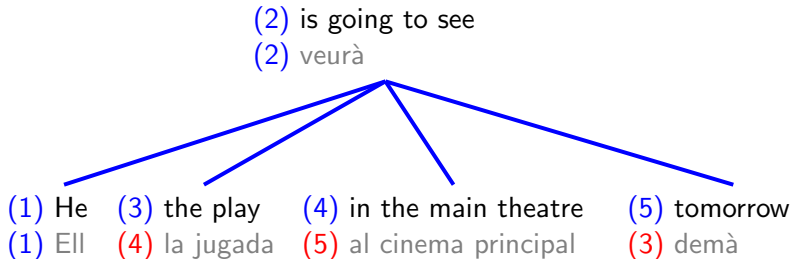 (2) is going to see
(2) veurà
(1) He (3) the play (4) in the main theatre (5) tomorrow
(1) Ell (4) la jugada (5) al cinema principal (3) demà